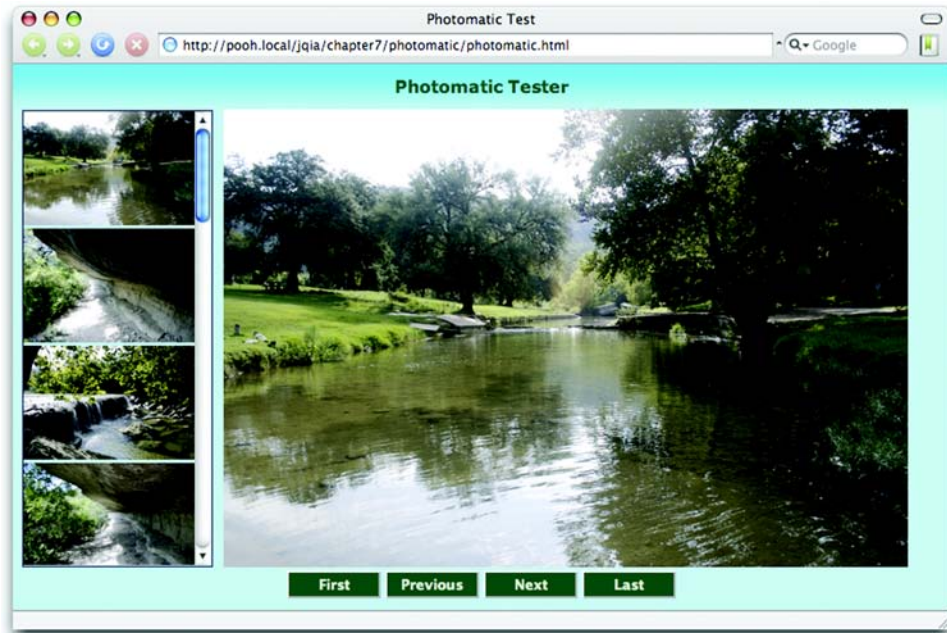 Photomatic Test
http://pooh.local/jqia/chapter7/photomatic/photomatic.html
Google
Photomatic Tester
First Previous Next Last